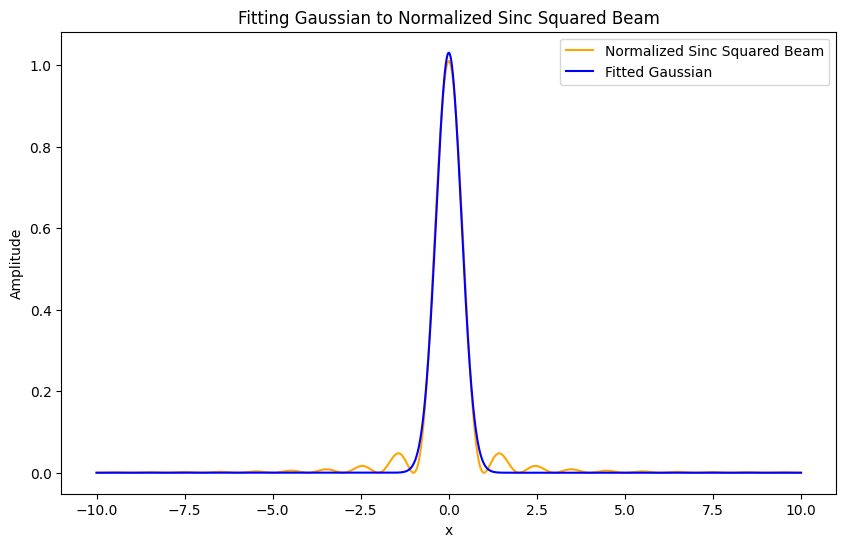 Fitting Gaussian to Normalized Sinc Squared Beam
Normalized Sinc Squared Beam
Fitted Gaussian
1.0
0.8
0.6
0.4
0.2
0.0
Amplitude
−10.0 −7.5 −5.0 −2.5 0.0 2.5 5.0 7.5 10.0
x